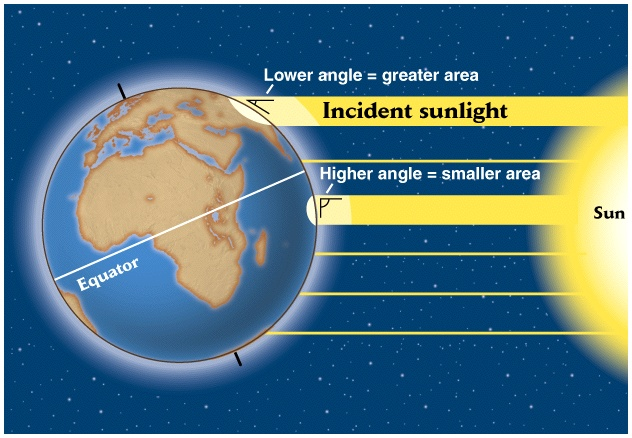 Lower angle = greater area
Incident sunlight
Higher angle = smaller area
Sun
Equator